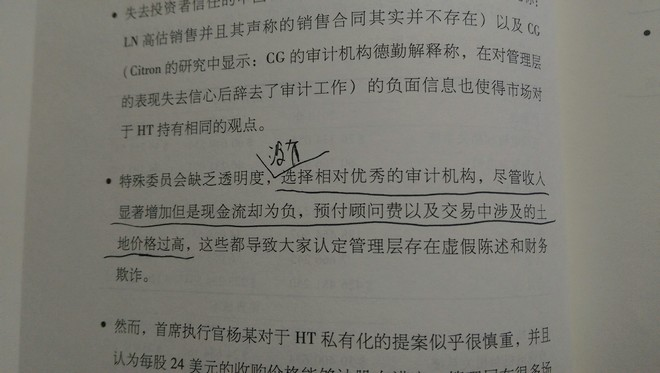 失去投资者信任的中国
LN 高估销售并且其声称的销售合同其实并不存在）以及 CG
（Citron 的研究中显示：CG 的审计机构德勤解释称，在对管理层
的表现失去信心后辞去了审计工作）的负面信息也使得市场对
于 HT 持有相同的观点。
没有
• 特殊委员会缺乏透明度，选择相对优秀的审计机构，尽管收入
显著增加但是现金流却为负，预付顾问费以及交易中涉及的土
地价格过高，这些都导致大家认定管理层存在虚假陈述和财务
欺诈。
• 然而，首席执行官杨某对于 HT 私有化的提案似乎很慎重，并且
认为每股 24 美元的收购价格能够